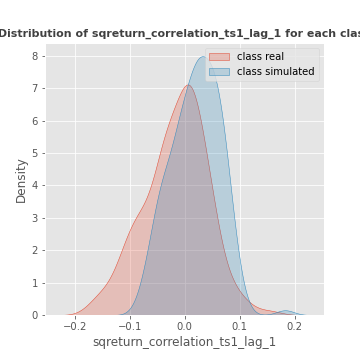 Distribution of sqreturn_correlation_ts1_lag_1 for each clas
class real
class simulated
8
7
6
5
4
3
2
1
0
Density
−0.2
−0.1
0.0
0.1
0.2
sqreturn_correlation_ts1_lag_1